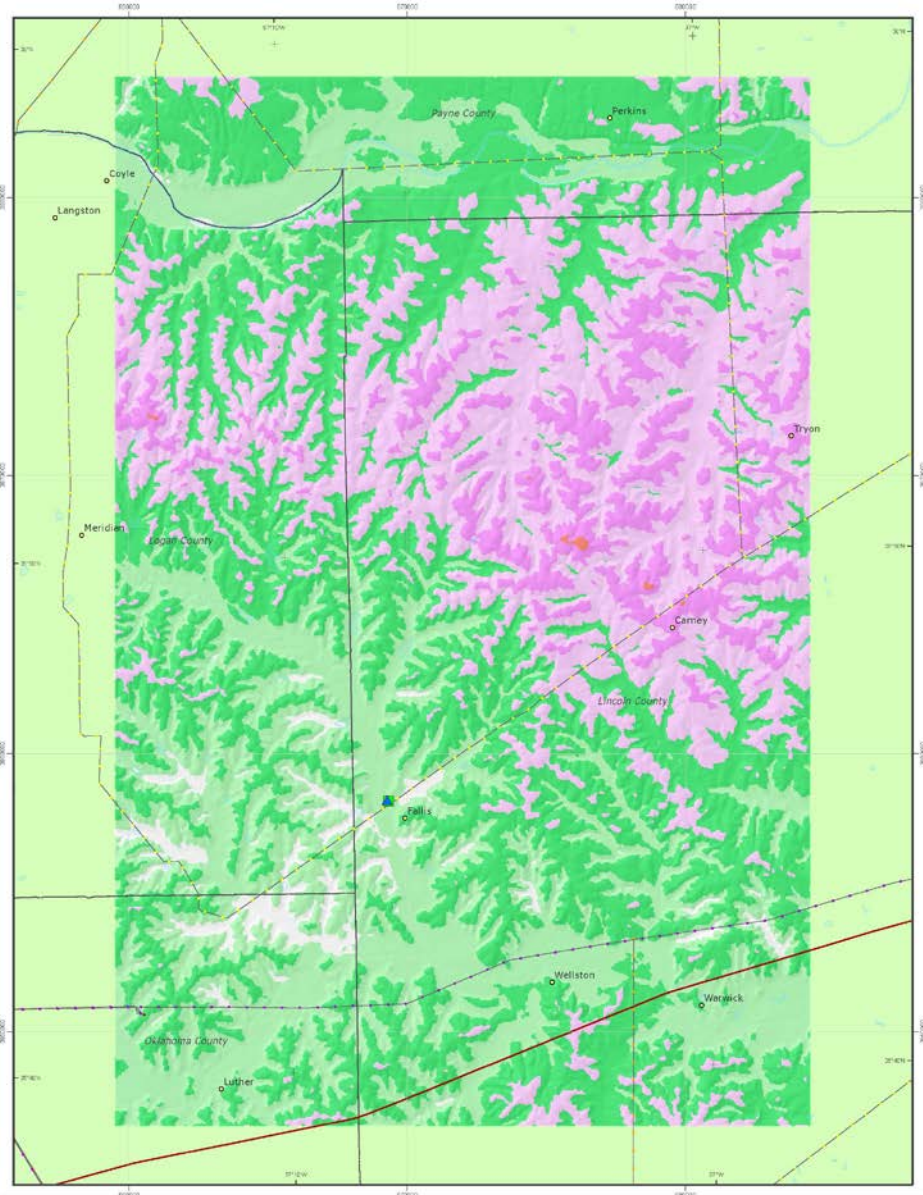 Payne County
Perkins
Coyle
Langston
Tryon
Meridian
Logan County
Carney
Lincoln County
Fallis
Wellston
Warwick
Oklahoma County
Luther